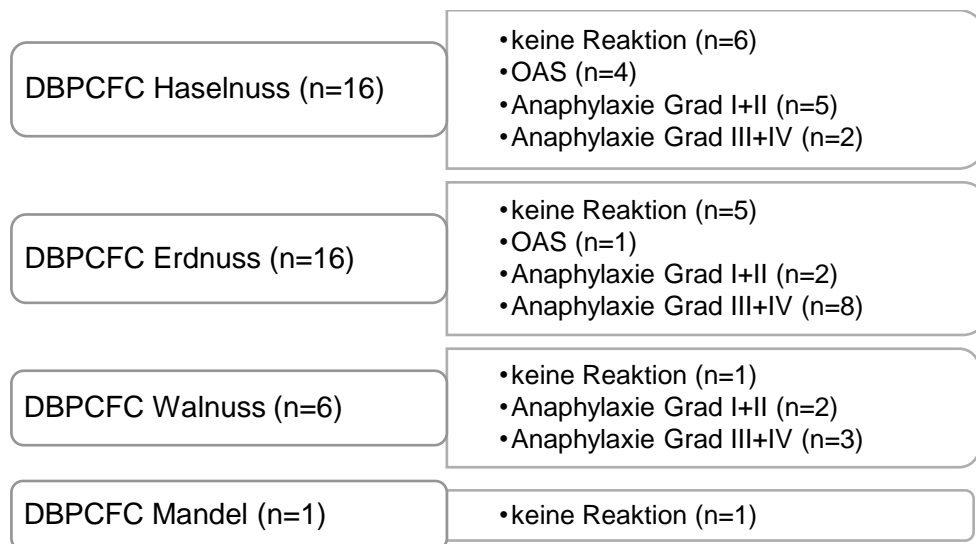 DBPCFC Haselnuss (n=16)
•keine Reaktion (n=6)
•OAS (n=4)
•Anaphylaxie Grad I+II (n=5)
•Anaphylaxie Grad III+IV (n=2)
DBPCFC Erdnuss (n=16)
•keine Reaktion (n=5)
•OAS (n=1)
•Anaphylaxie Grad I+II (n=2)
•Anaphylaxie Grad III+IV (n=8)
DBPCFC Walnuss (n=6)
•keine Reaktion (n=1)
•Anaphylaxie Grad I+II (n=2)
•Anaphylaxie Grad III+IV (n=3)
DBPCFC Mandel (n=1)
•keine Reaktion (n=1)